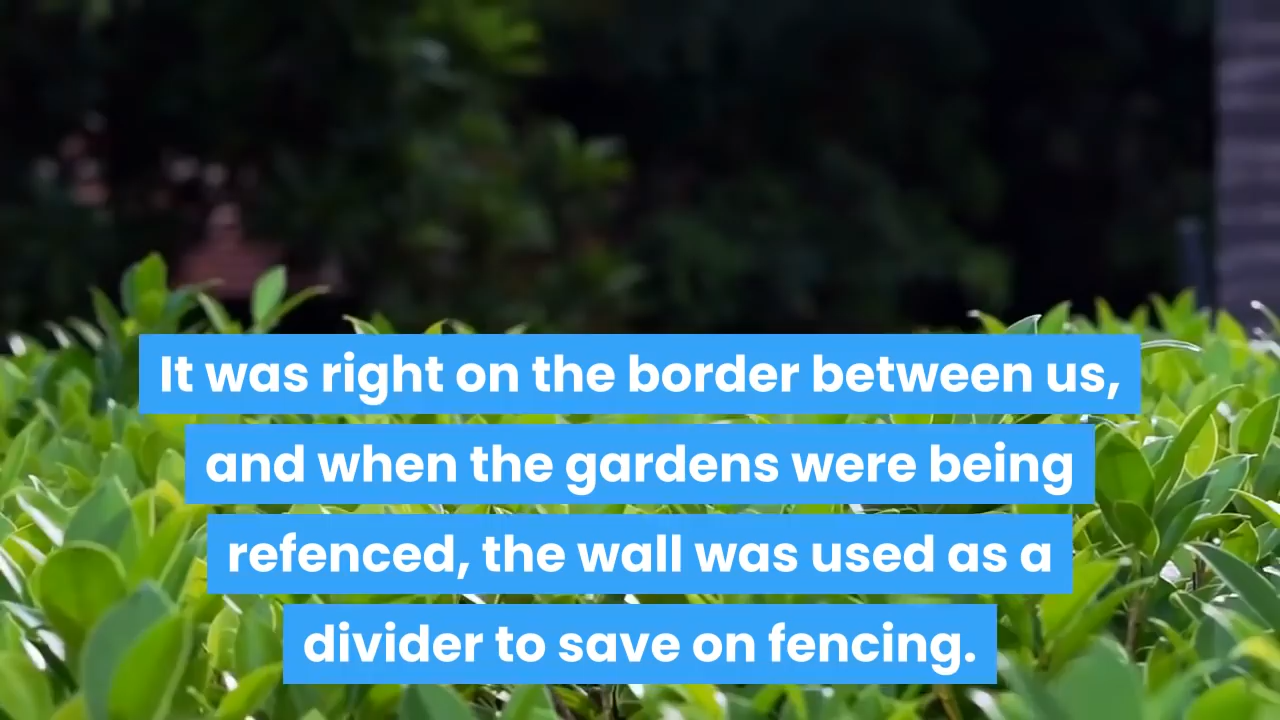 It was right on the border between us,
and when the gardens were being
refenced, the wall was used as a
divider to save on fencing.